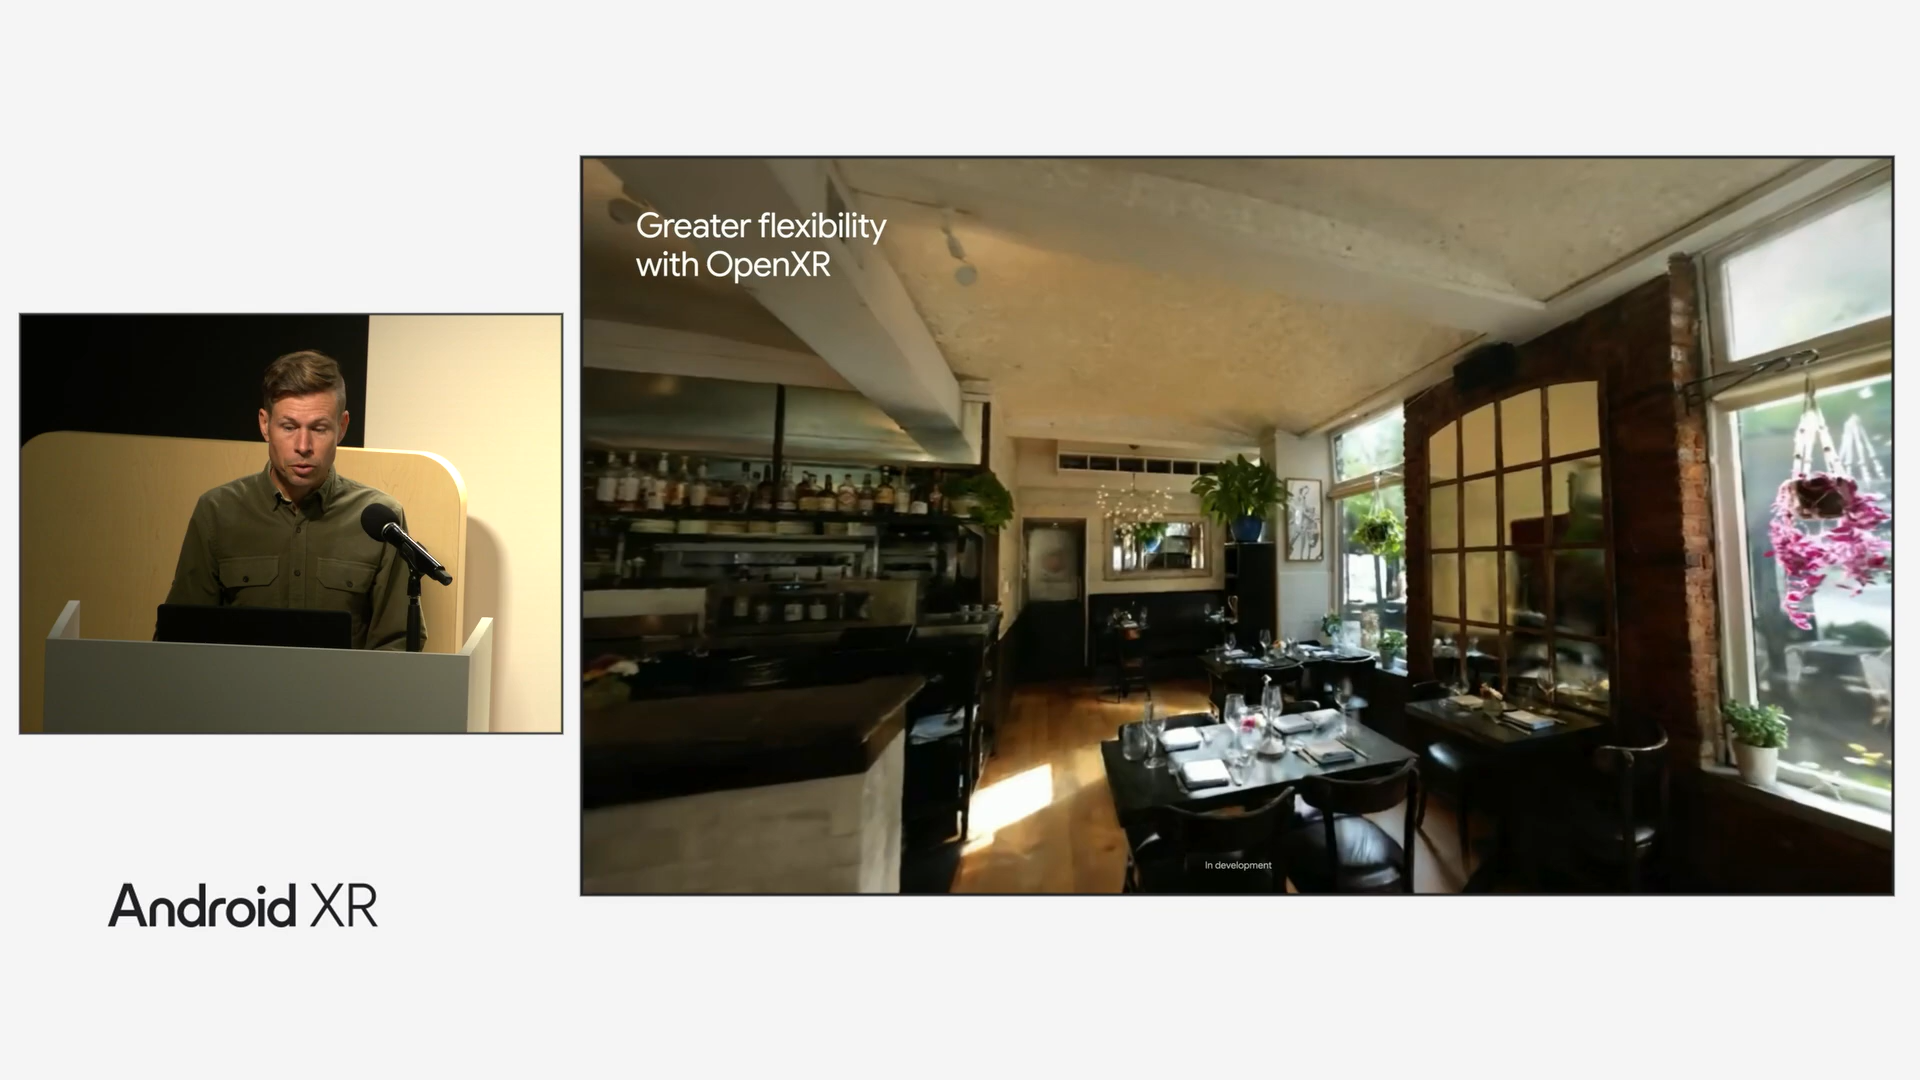 Greater flexibility
with OpenXR
In development
Android XR